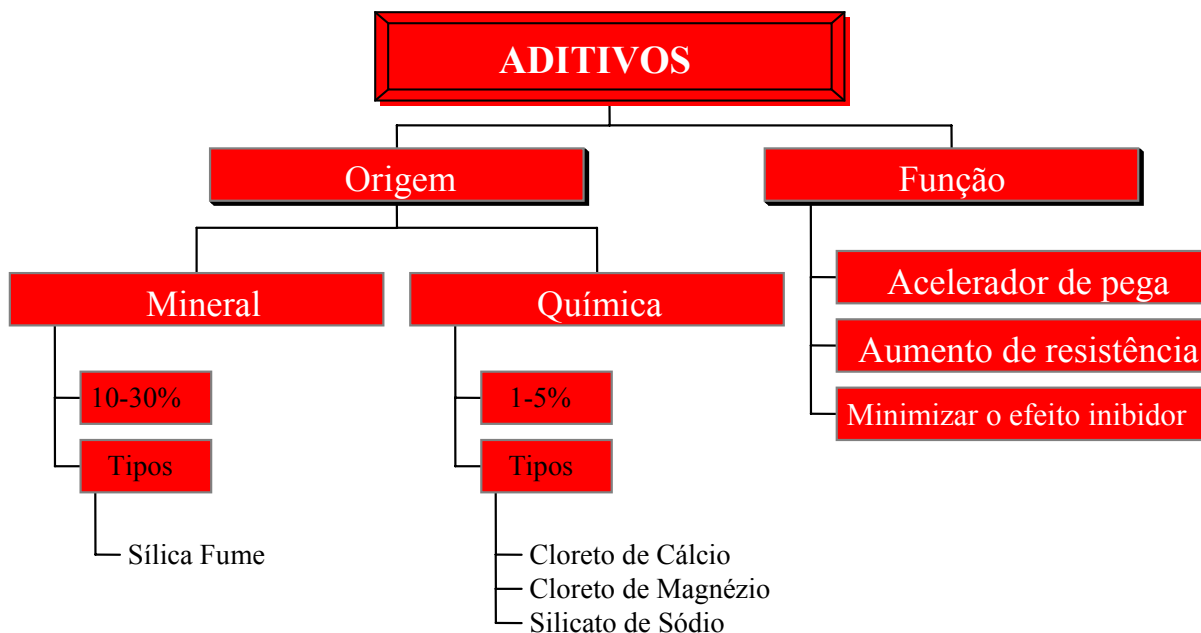 ADITIVOS
Origem
Função
Mineral
Química
Acelerador de pega
Aumento de resistência
Minimizar o efeito inibidor
10-30%
Tipos
Sílica Fume
1-5%
Tipos
Cloreto de Cálcio
Cloreto de Magnézio
Silicato de Sódio